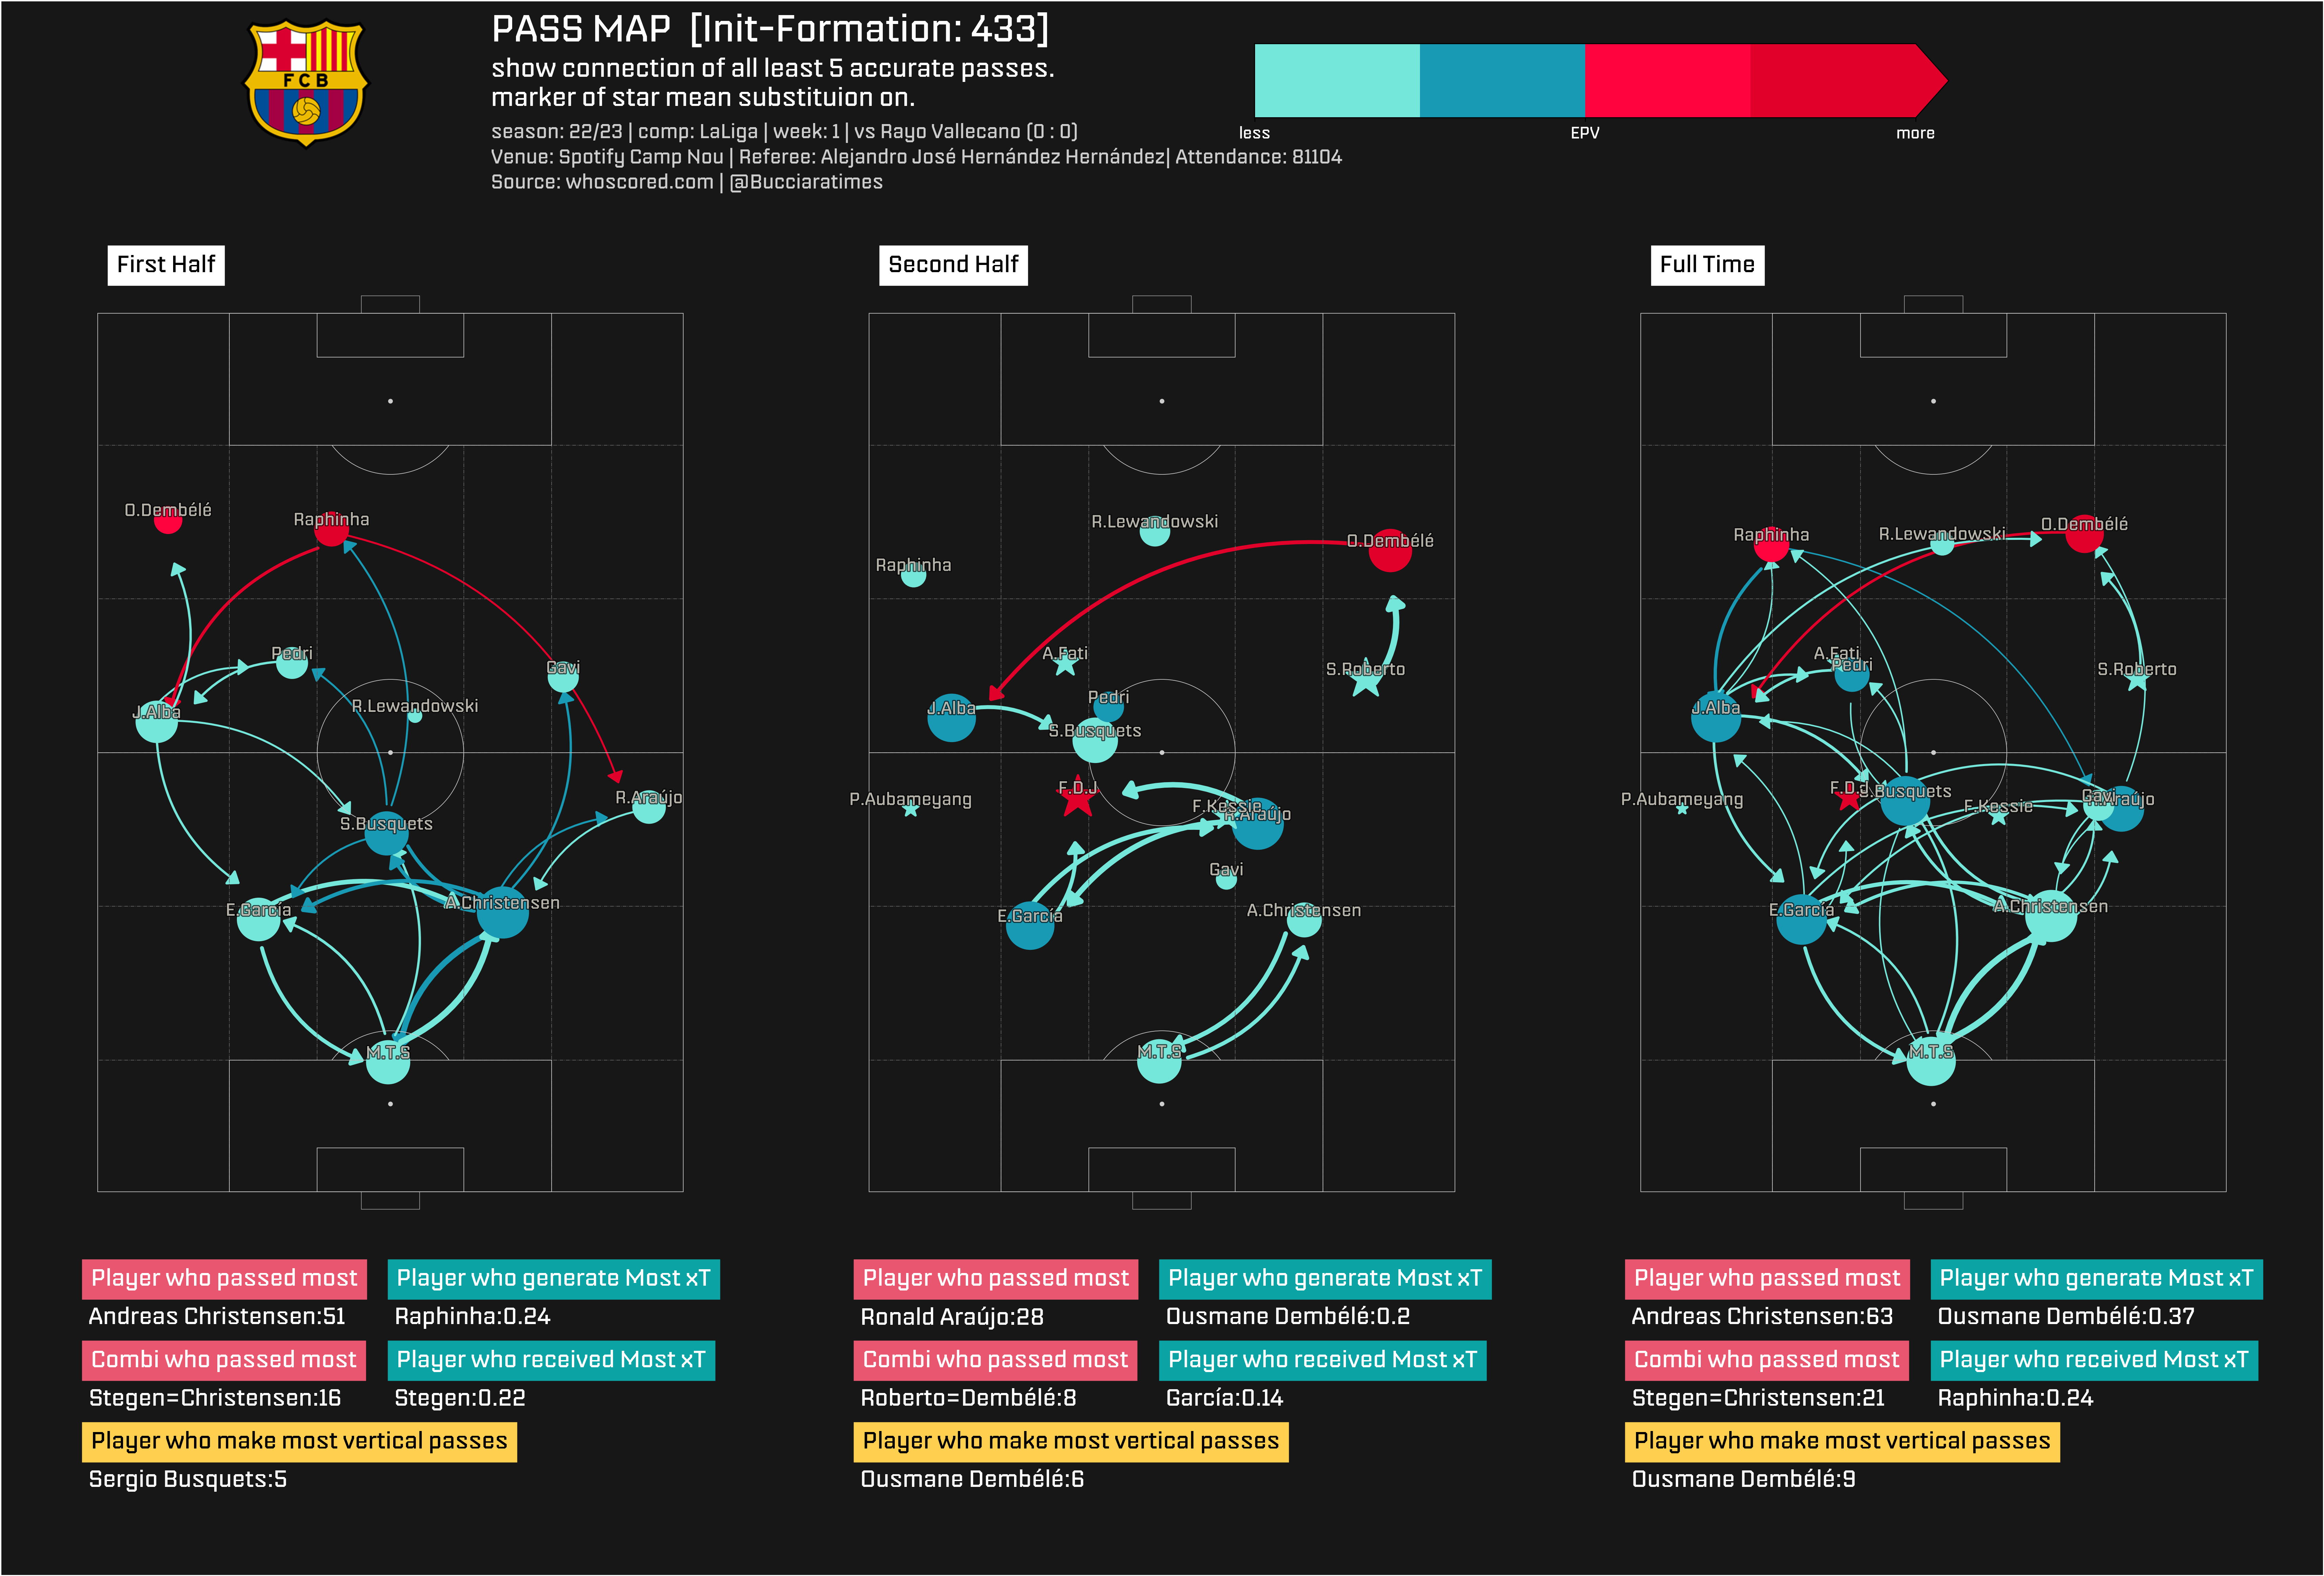 FCB
PASS MAP [Init-Formation: 433]
show connection of all least 5 accurate passes.
marker of star mean substituion on.
season: 22/23 | comp: LaLiga | week: 1 | vs Rayo Vallecano (0 : 0)
Venue: Spotify Camp Nou | Referee: Alejandro José Hernández Hernández| Attendance: 81104
Source: whoscored.com | @Bucciaratimes
less EPV more
First Half
O.Dembélé
Raphinha
Pedri
Gavi
J.Alba
R.Lewandowski
R.Araújo
S.Busquets
E.García
A.Christensen
M.T.S
Player who passed most
Andreas Christensen:51
Player who generate Most xT
Raphinha:0.24
Combi who passed most
Stegen=Christensen:16
Player who received Most xT
Stegen:0.22
Player who make most vertical passes
Sergio Busquets:5
Second Half
R.Lewandowski
O.Dembélé
Raphinha
A.Fati
S.Roberto
Pedri
J.Alba
S.Busquets
F.D.J
P.Aubameyang
F.Kessie
R.Araújo
Gavi
E.García
A.Christensen
M.T.S
Player who passed most
Ronald Araújo:28
Player who generate Most xT
Ousmane Dembélé:0.2
Combi who passed most
Roberto=Dembélé:8
Player who received Most xT
García:0.14
Player who make most vertical passes
Ousmane Dembélé:6
Full Time
O.Dembélé
Raphinha
R.Lewandowski
A.Fati
Pedri
S.Roberto
J.Alba
F.D.J
S.Busquets
P.Aubameyang
F.Kessie
Gavi
R.Araújo
E.García
A.Christensen
M.T.S
Player who passed most
Andreas Christensen:63
Player who generate Most xT
Ousmane Dembélé:0.37
Combi who passed most
Stegen=Christensen:21
Player who received Most xT
Raphinha:0.24
Player who make most vertical passes
Ousmane Dembélé:9